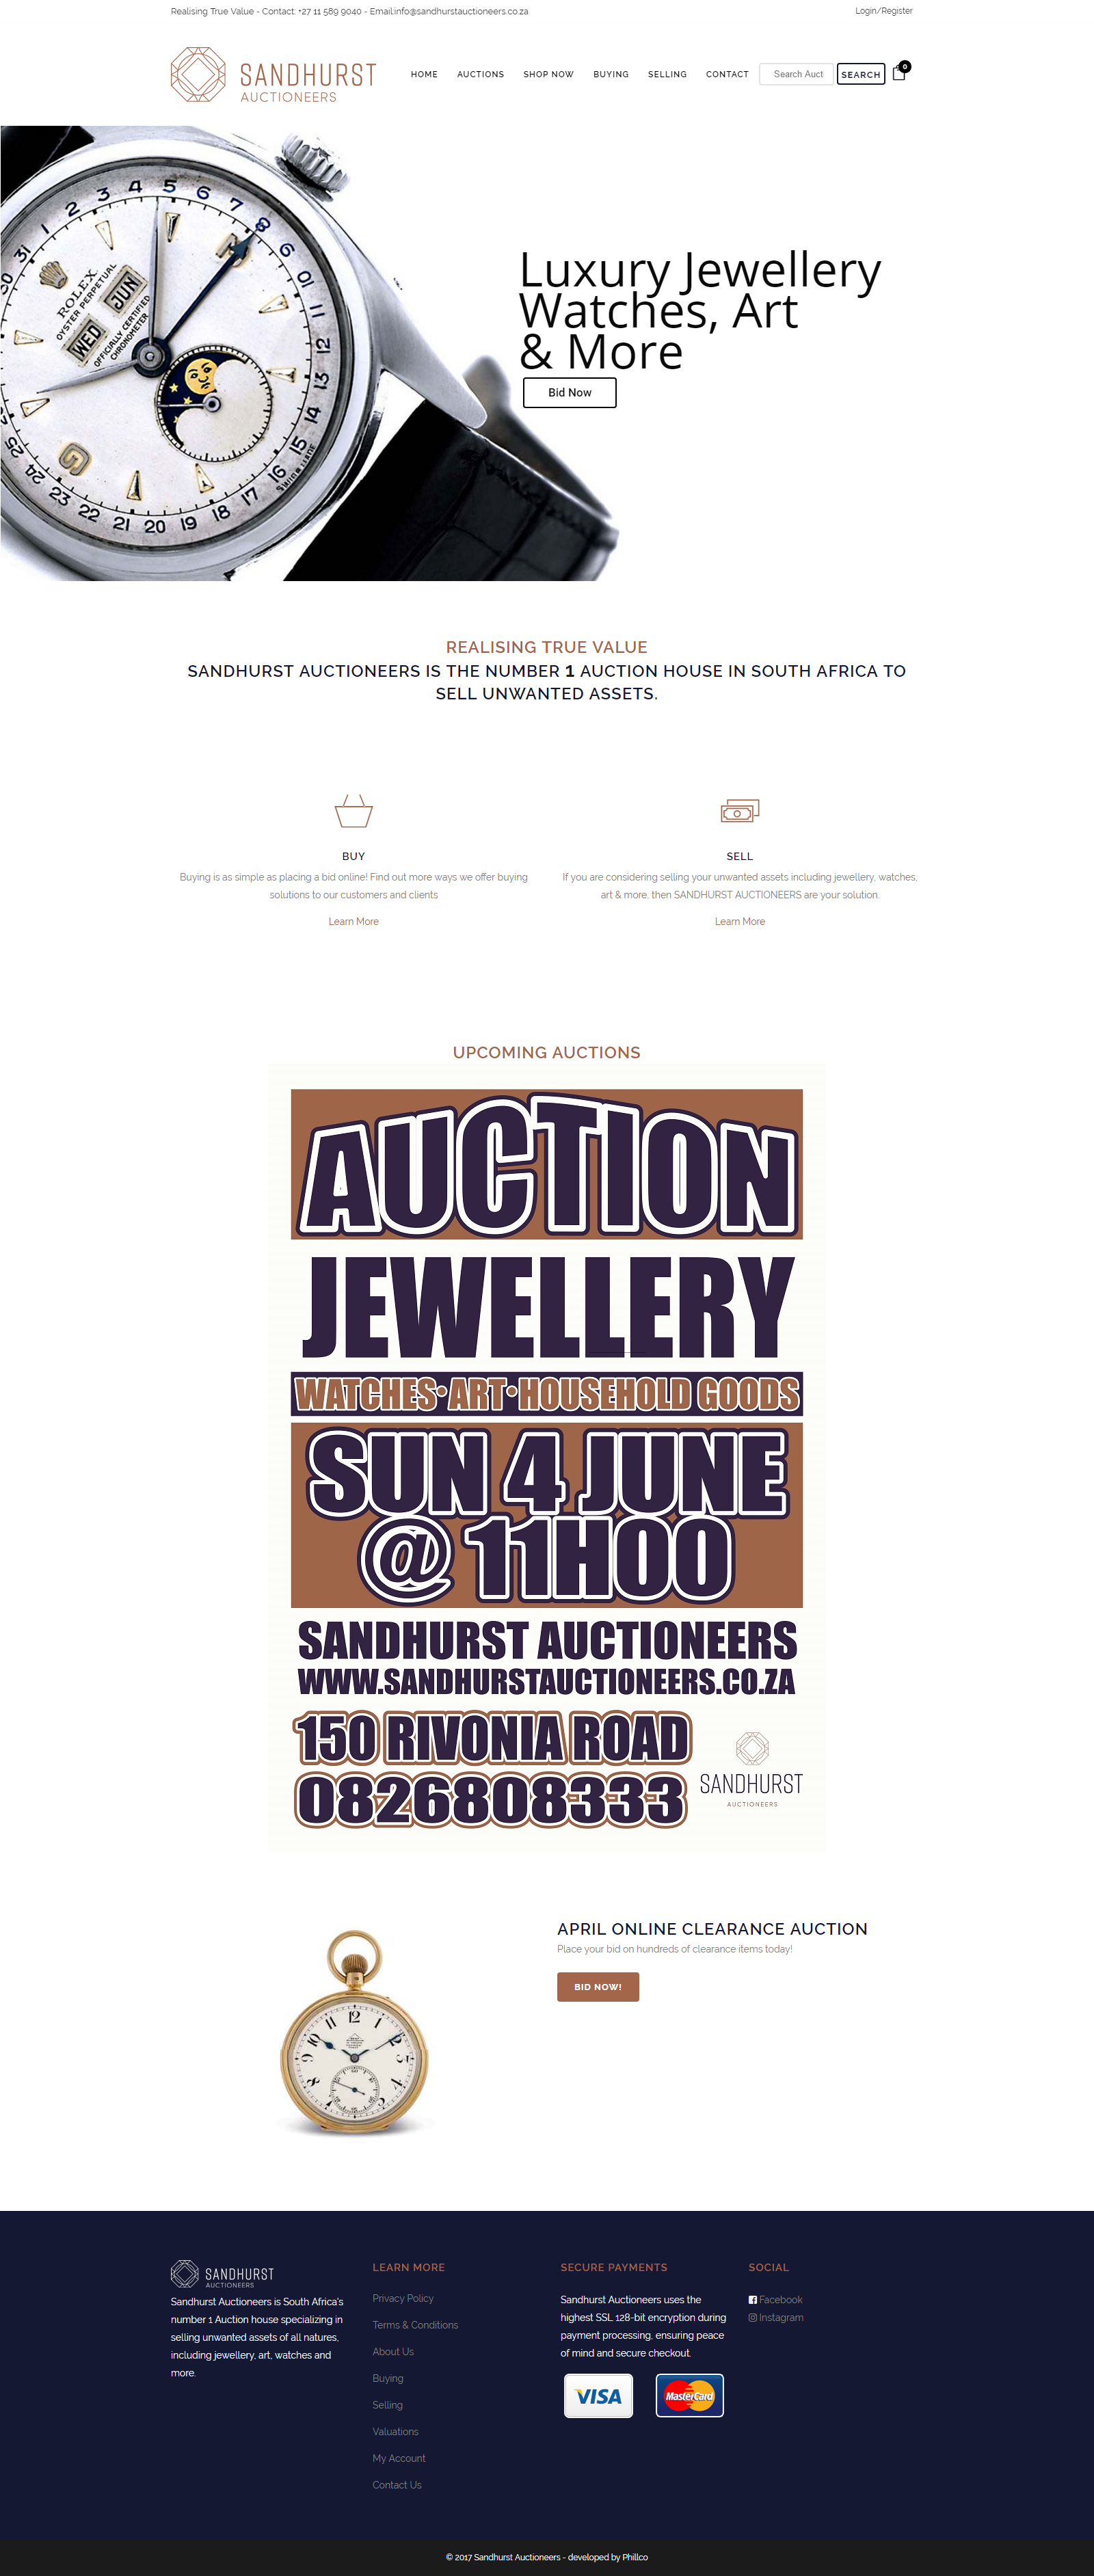 Realising True Value - Contact: +27 11 589 9040 - Email:info@sandhurstauctioneers.co.za
Login/Register
SANDHURST
AUCTIONEERS
HOME
AUCTIONS
SHOP NOW
BUYING
SELLING
CONTACT
Search Auct
SEARCH
0
ROLEX
OYSTER PERPETUAL
WED JUN
OFFICIALLY CERTIFIED
CHRONOMETER
Luxury Jewellery
Watches, Art
& More
Bid Now
REALISING TRUE VALUE
SANDHURST AUCTIONEERS IS THE NUMBER 1 AUCTION HOUSE IN SOUTH AFRICA TO
SELL UNWANTED ASSETS.
BUY
Buying is as simple as placing a bid online! Find out more ways we offer buying
solutions to our customers and clients
Learn More
SELL
If you are considering selling your unwanted assets including jewellery, watches,
art & more, then SANDHURST AUCTIONEERS are your solution.
Learn More
UPCOMING AUCTIONS
AUCTION
JEWELLERY
WATCHES•ART•HOUSEHOLD GOODS
SUN 4 JUNE
@ 11H00
SANDHURST AUCTIONEERS
WWW.SANDHURSTAUCTIONEERS.CO.ZA
150 RIVONIA ROAD
0826808333
SANDHURST
AUCTIONEERS
APRIL ONLINE CLEARANCE AUCTION
Place your bid on hundreds of clearance items today!
BID NOW!
SANDHURST
AUCTIONEERS
Sandhurst Auctioneers is South Africa's
number 1 Auction house specializing in
selling unwanted assets of all natures,
including jewellery, art, watches and
more.
LEARN MORE
Privacy Policy
Terms & Conditions
About Us
Buying
Selling
Valuations
My Account
Contact Us
SECURE PAYMENTS
Sandhurst Auctioneers uses the
highest SSL 128-bit encryption during
payment processing, ensuring peace
of mind and secure checkout.
VISA
MasterCard
SOCIAL
Facebook
Instagram
© 2017 Sandhurst Auctioneers - developed by Phillco